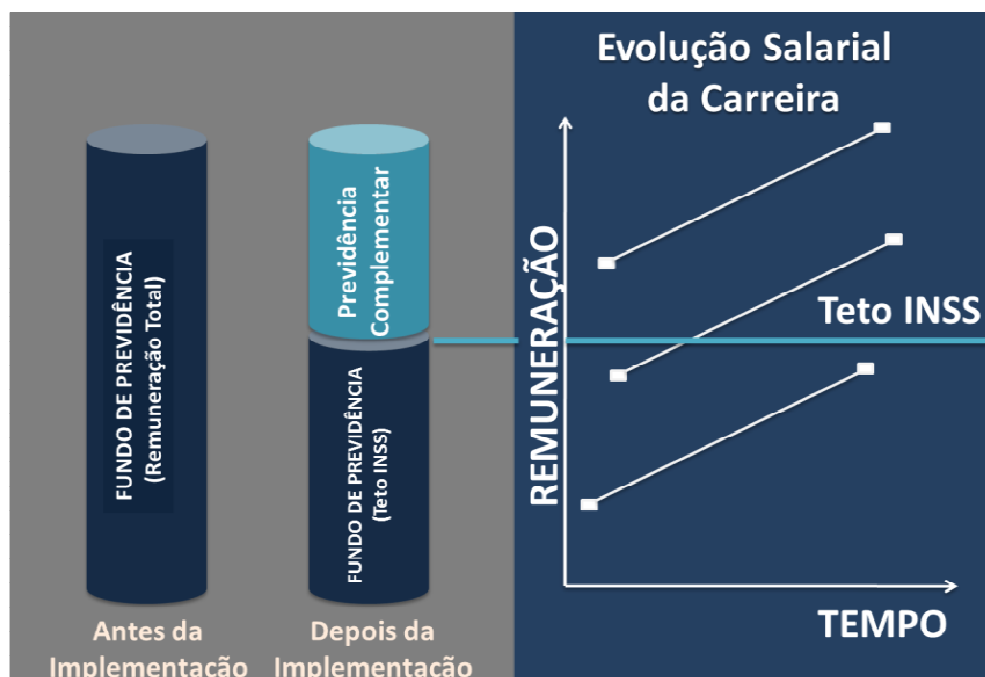 FUNDO DE PREVIDÊNCIA
(Remuneração Total)
Antes da
Implementação
Previdência
Complementar
FUNDO DE PREVIDÊNCIA
(Teto INSS)
Depois da
Implementação
Evolução Salarial
da Carreira
REMUNERAÇÃO
Teto INSS
TEMPO